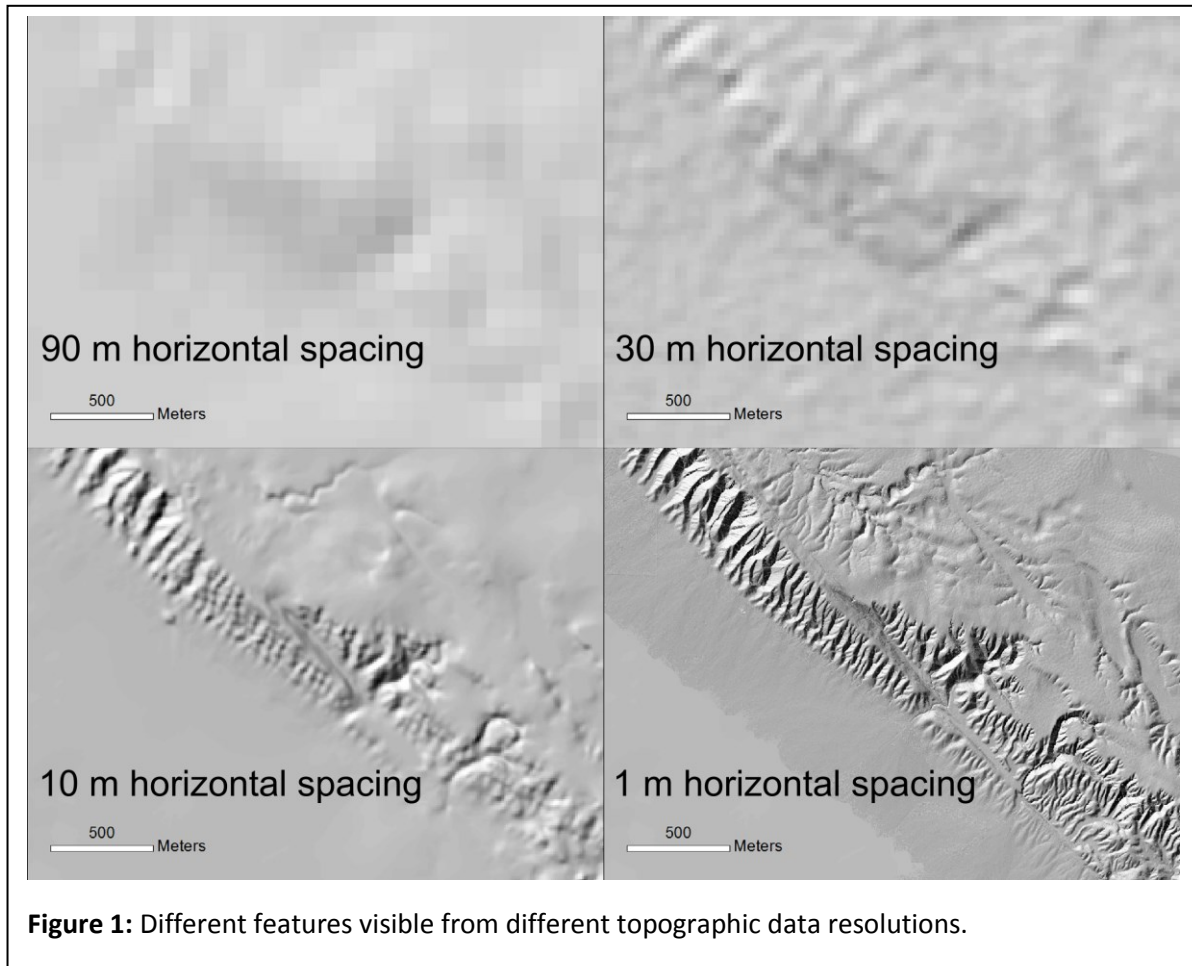 90 m horizontal spacing
500
Meters
30 m horizontal spacing
500
Meters
10 m horizontal spacing
500
Meters
1 m horizontal spacing
500
Meters
Figure 1: Different features visible from different topographic data resolutions.